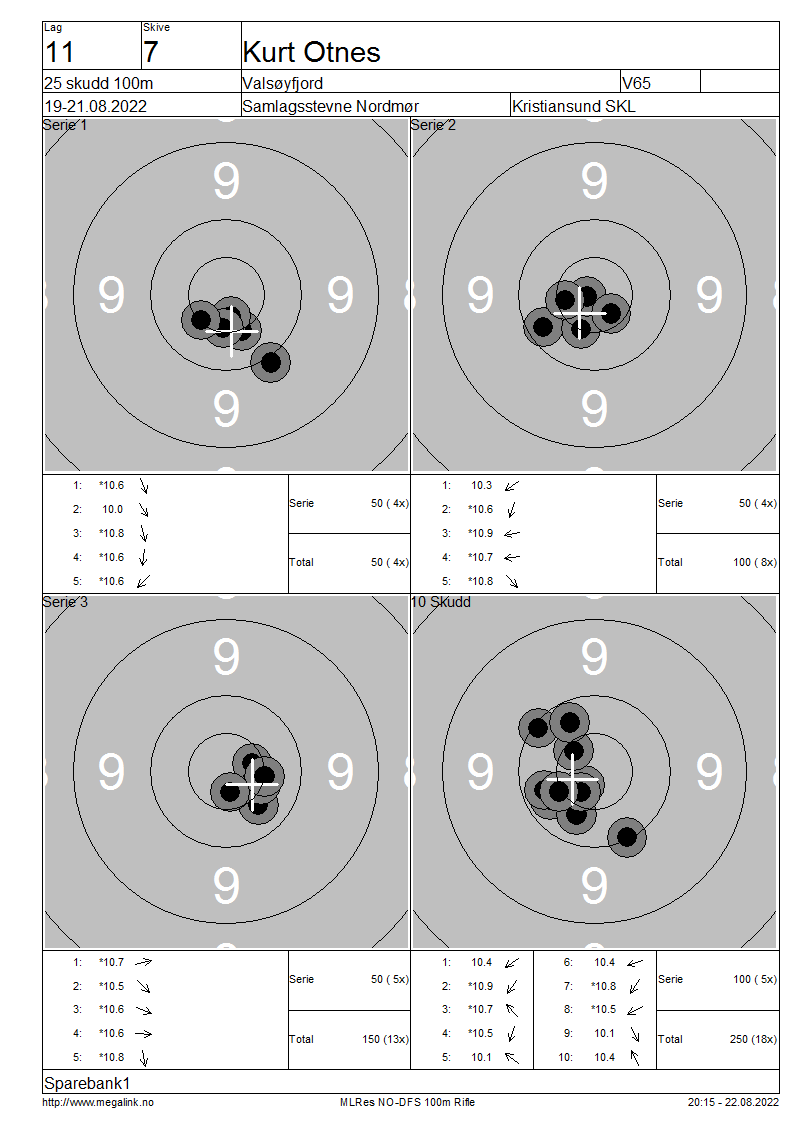 Lag Skive
11 7 Kurt Otnes
25 skudd 100m Valsøyfjord V65
19-21.08.2022 Samlagsstevne Nordmør Kristiansund SKL
Serie 1
9
9 9
9
Serie 2
9
9 9
9
1: *10.6
2: 10.0
3: *10.8
4: *10.6
5: *10.6
Serie 50 ( 4x)
Total 50 ( 4x)
1: 10.3
2: *10.6
3: *10.9
4: *10.7
5: *10.8
Serie 50 ( 4x)
Total 100 ( 8x)
Serie 3
9
9 9
9
10 Skudd
9
9 9
9
1: *10.7
2: *10.5
3: *10.6
4: *10.6
5: *10.8
Serie 50 ( 5x)
Total 150 (13x)
1: 10.4
2: *10.9
3: *10.7
4: *10.5
5: 10.1
6: 10.4
7: *10.8
8: *10.5
9: 10.1
10: 10.4
Serie 100 ( 5x)
Total 250 (18x)
Sparebank1
http://www.megalink.no MLRes NO-DFS 100m Rifle 20:15 - 22.08.2022